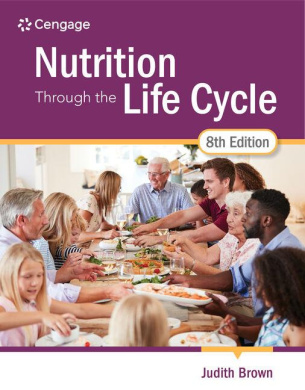 Cengage
Nutrition
Through the Life Cycle
8th Edition
Judith Brown